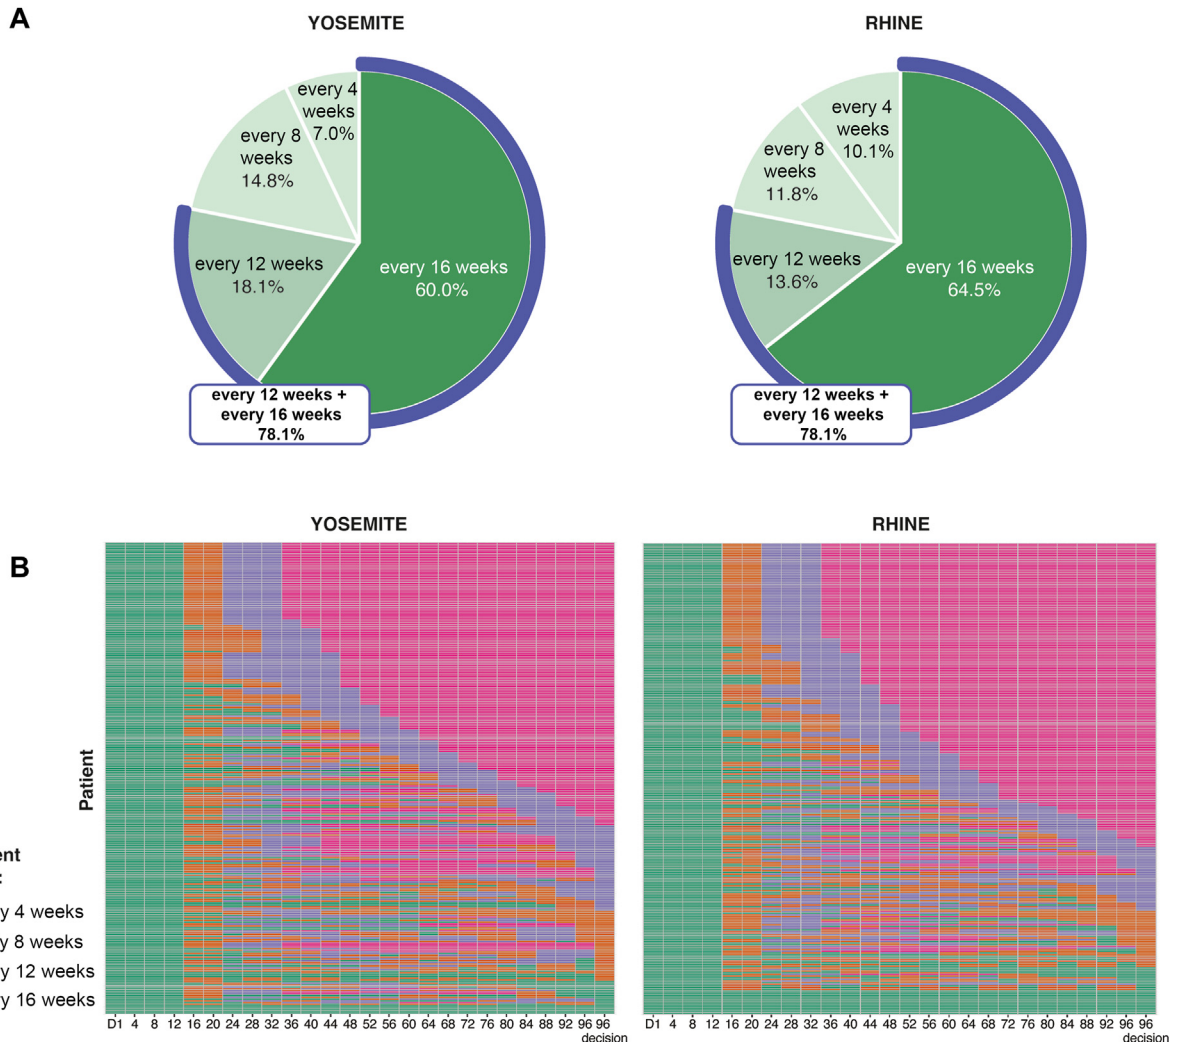 A
YOSEMITE
RHINE
every 4
weeks
7.0%
every 8
weeks
14.8%
every 12 weeks
18.1%
every 16 weeks
60.0%
every 12 weeks +
every 16 weeks
78.1%
every 4
weeks
10.1%
every 8
weeks
11.8%
every 12 weeks
13.6%
every 16 weeks
64.5%
every 12 weeks +
every 16 weeks
78.1%
B
YOSEMITE
RHINE
Patient
ent
:
y 4 weeks
y 8 weeks
ry 12 weeks
ry 16 weeks
D1 4 8 12 16 20 24 28 32 36 40 44 48 52 56 60 64 68 72 76 80 84 88 92 96 96
decision
D1 4 8 12 16 20 24 28 32 36 40 44 48 52 56 60 64 68 72 76 80 84 88 92 96 96
decision